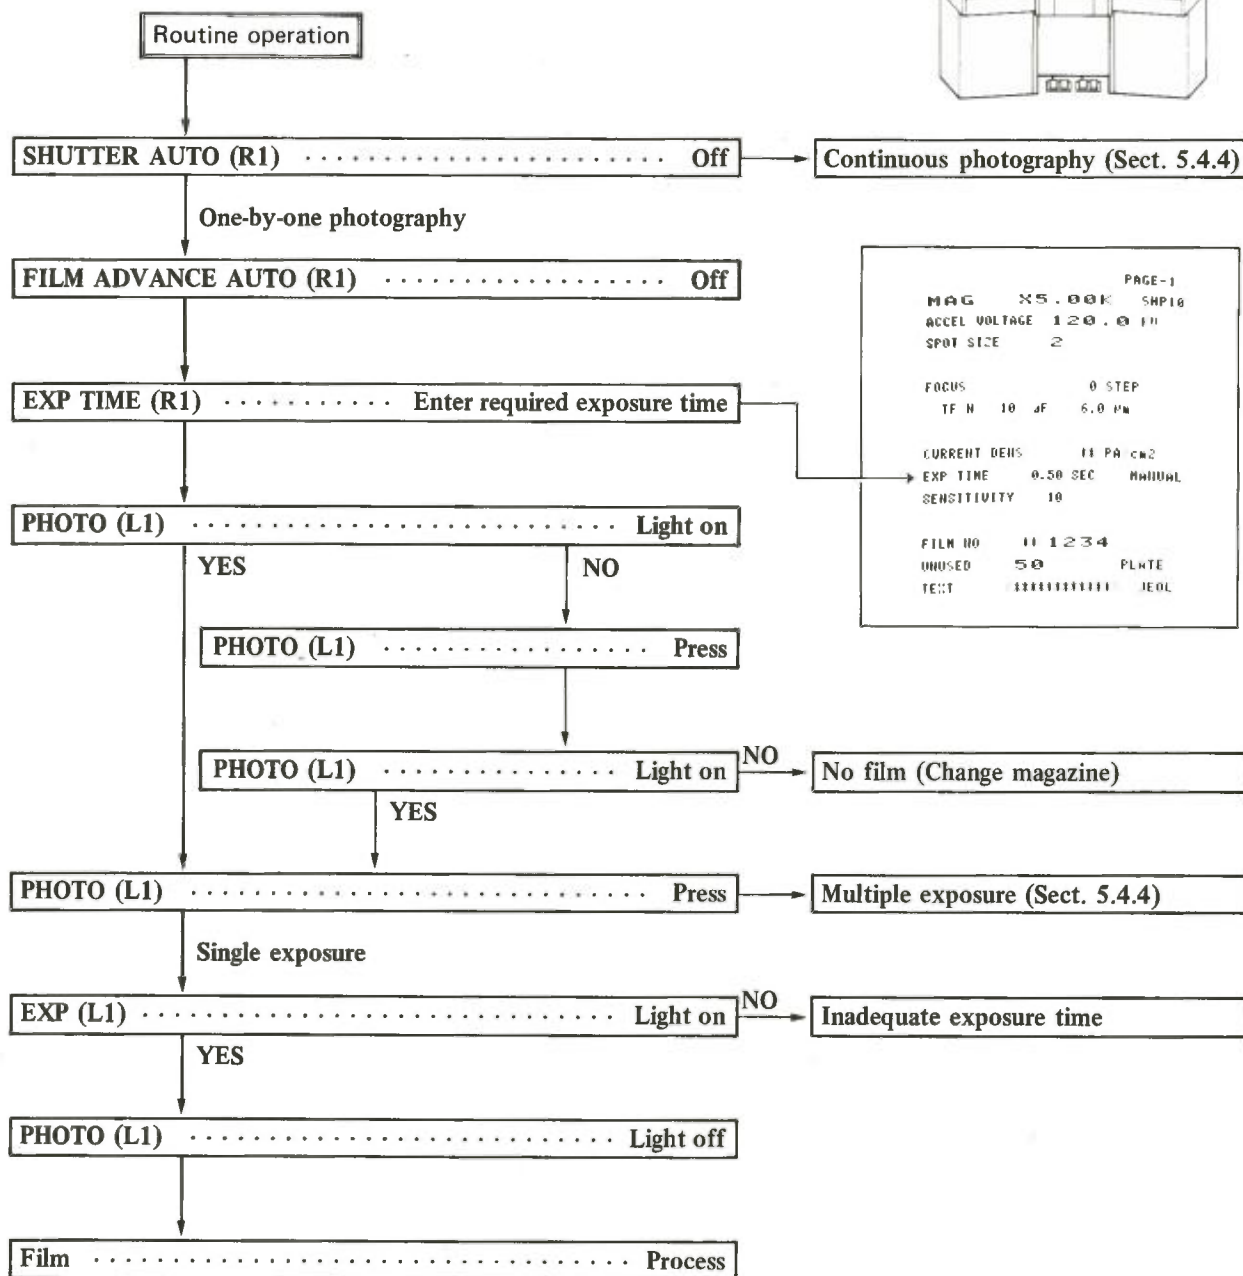 Routine operation
SHUTTER AUTO (R1) . . . . . . . . . . . . . . . . . . . . . . . Off
Continuous photography (Sect. 5.4.4)
One-by-one photography
FILM ADVANCE AUTO (R1) . . . . . . . . . . . . . . . . . . Off
EXP TIME (R1) . . . . . . . . . . . Enter required exposure time
PAGE-1
MAG X5.00K
ACCEL VOLTAGE 120.0
SPOT SIZE 2
FOCUS 0 STEP
TF N 10 6.0
CURRENT DENS PA cm2
EXP TIME 0.50 SEC MANUAL
SENSITIVITY 10
FILM NO 1234
UNUSED 50 PLATE
TEXT JEOL
PHOTO (L1) . . . . . . . . . . . . . . . . . . . . . . . . . . . . . Light on
YES NO
PHOTO (L1) . . . . . . . . . . . . . . . . . . Press
PHOTO (L1) . . . . . . . . . . . . . . . . Light on
NO
No film (Change magazine)
YES
PHOTO (L1) . . . . . . . . . . . . . . . . . . . . . . . . . . . . . . . Press
Multiple exposure (Sect. 5.4.4)
Single exposure
EXP (L1) . . . . . . . . . . . . . . . . . . . . . . . . . . . . . . . . Light on
NO
Inadequate exposure time
YES
PHOTO (L1) . . . . . . . . . . . . . . . . . . . . . . . . . . . . . Light off
Film . . . . . . . . . . . . . . . . . . . . . . . . . . . . . . . . . . . Process